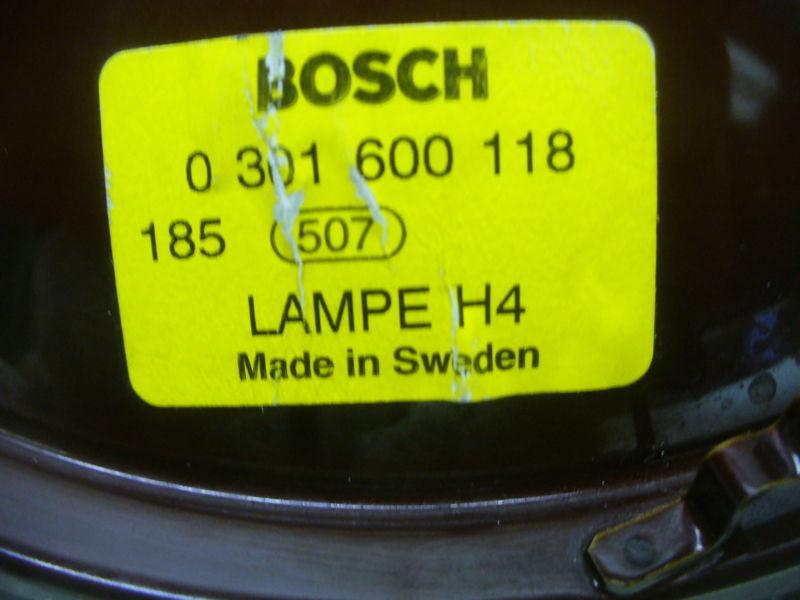 BOSCH
0 301 600 118
185 507
LAMPE H4
Made in Sweden